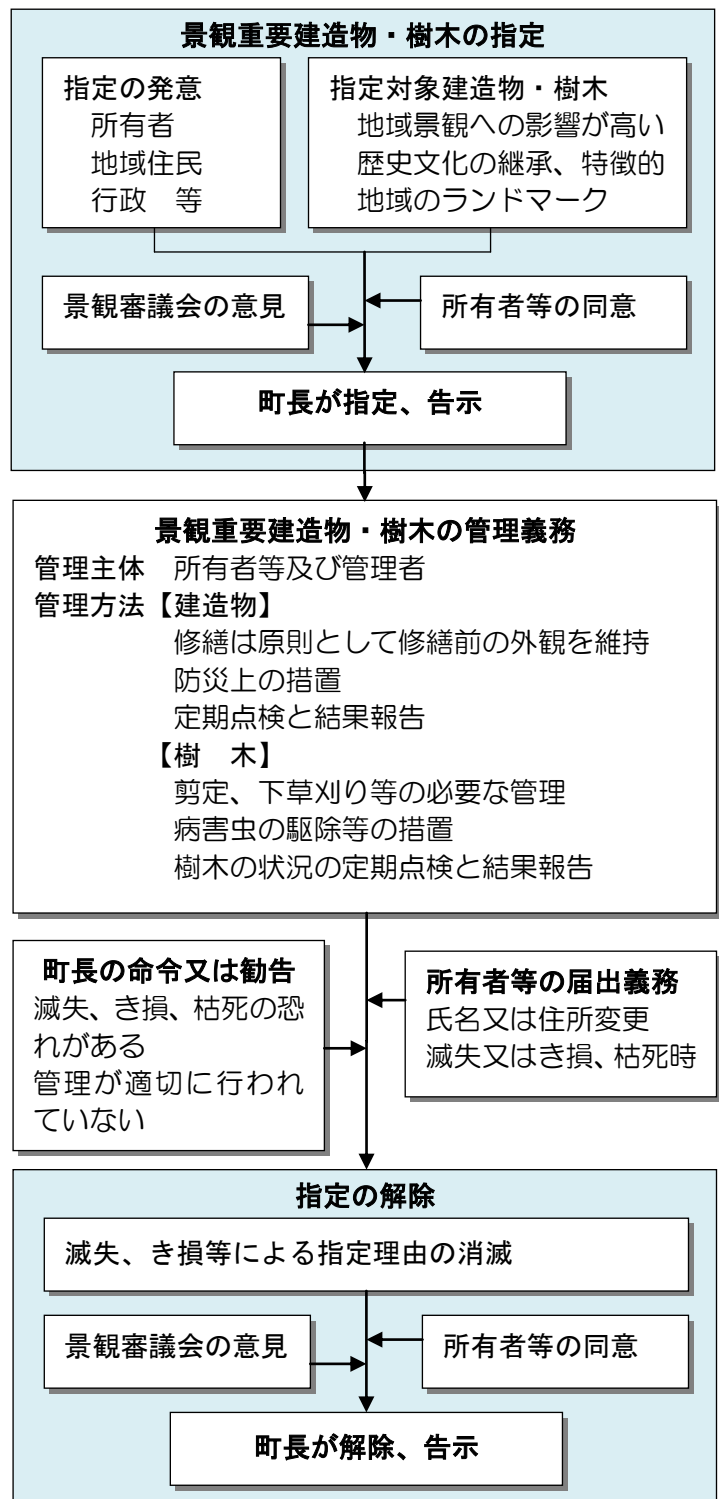 景観重要建造物・樹木の指定
指定の発意
所有者
地域住民
行政　等
指定対象建造物・樹木
地域景観への影響が高い
歴史文化の継承、特徴的
地域のランドマーク
景観審議会の意見
所有者等の同意
町長が指定、告示
景観重要建造物・樹木の管理義務
管理主体　所有者等及び管理者
管理方法【建造物】
修繕は原則として修繕前の外観を維持
防災上の措置
定期点検と結果報告
【樹　木】
剪定、下草刈り等の必要な管理
病害虫の駆除等の措置
樹木の状況の定期点検と結果報告
町長の命令又は勧告
滅失、き損、枯死の恐
れがある
管理が適切に行われ
ていない
所有者等の届出義務
氏名又は住所変更
滅失又はき損、枯死時
指定の解除
滅失、き損等による指定理由の消滅
景観審議会の意見
所有者等の同意
町長が解除、告示